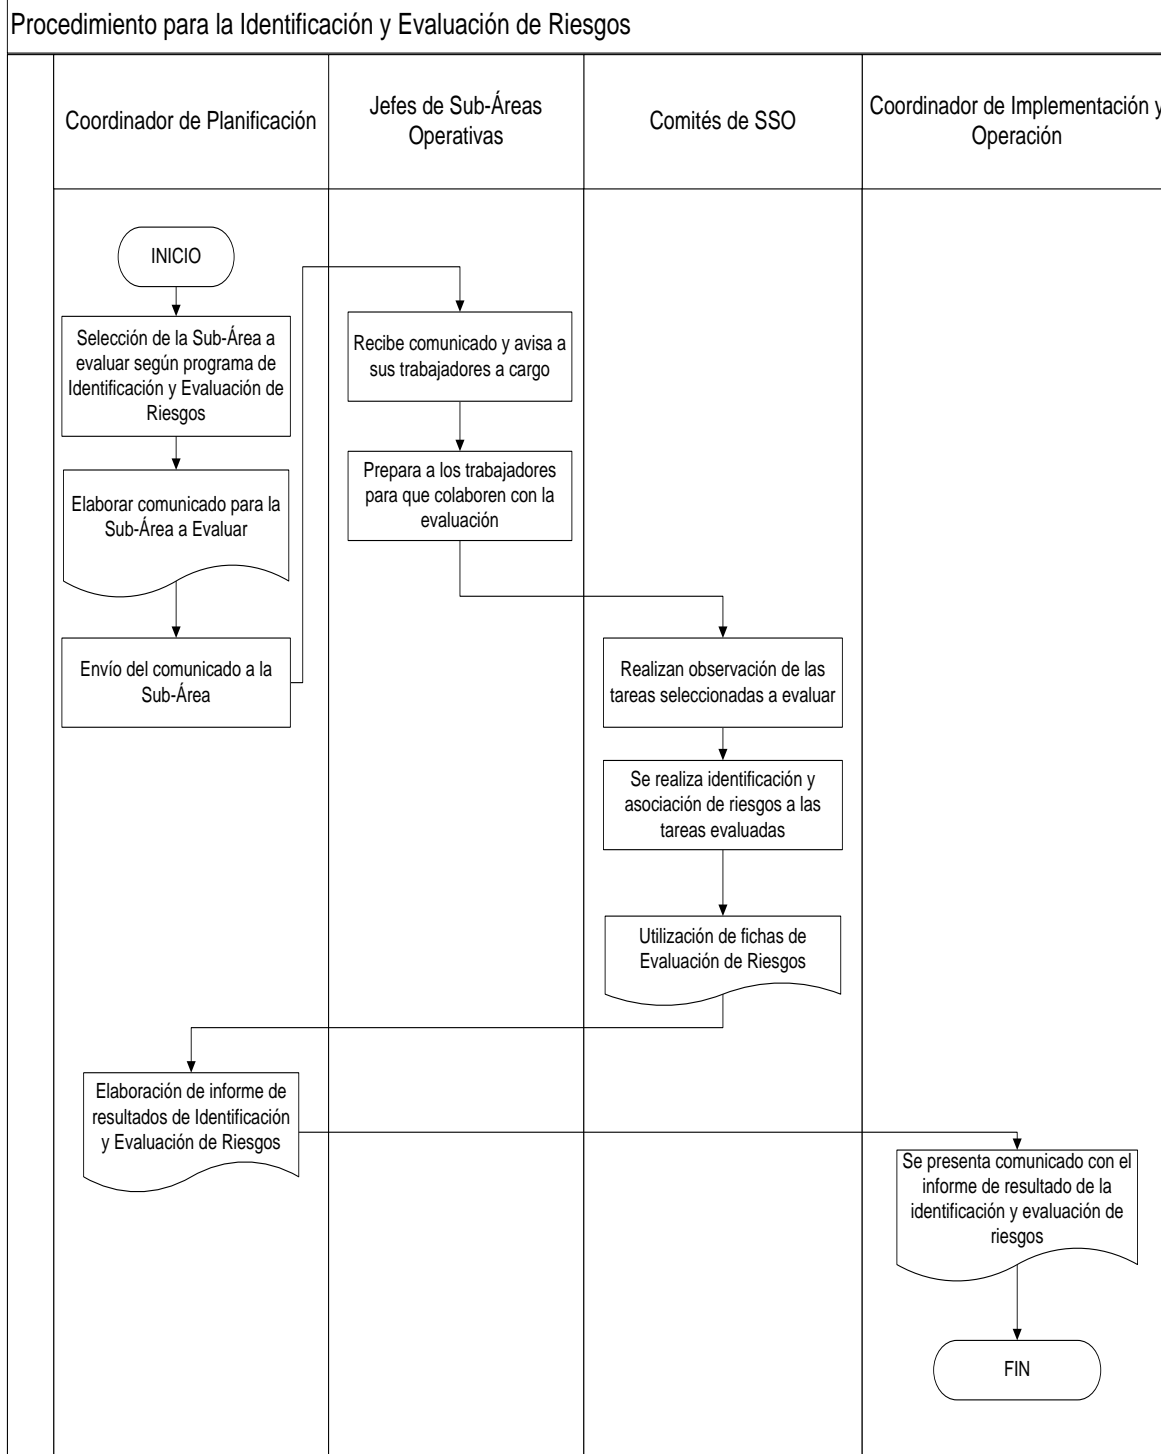 Procedimiento para la Identificación y Evaluación de Riesgos
Coordinador de Planificación
Jefes de Sub-Áreas
Operativas
Comités de SSO
Coordinador de Implementación y
Operación
INICIO
Selección de la Sub-Área a
evaluar según programa de
Identificación y Evaluación de
Riesgos
Elaborar comunicado para la
Sub-Área a Evaluar
Envío del comunicado a la
Sub-Área
Recibe comunicado y avisa a
sus trabajadores a cargo
Prepara a los trabajadores
para que colaboren con la
evaluación
Realizan observación de las
tareas seleccionadas a evaluar
Se realiza identificación y
asociación de riesgos a las
tareas evaluadas
Utilización de fichas de
Evaluación de Riesgos
Elaboración de informe de
resultados de Identificación
y Evaluación de Riesgos
Se presenta comunicado con el
informe de resultado de la
identificación y evaluación de
riesgos
FIN